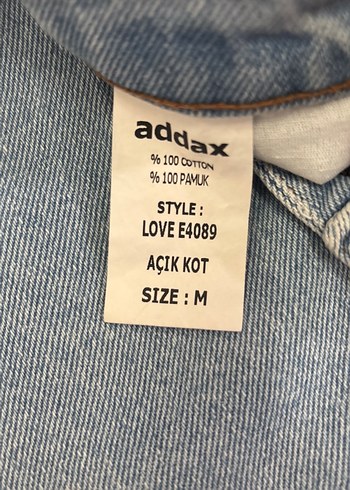 addax
% 100 COTTON
% 100 PAMUK
STYLE :
LOVE E4089
AÇIK KOT
SIZE : M